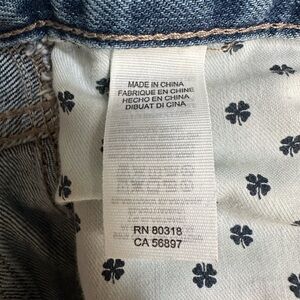 MADE IN CHINA
FABRIQUE EN CHINE
HECHO EN CHINA
DIBUAT DI CINA
RN 80318
CA 56897